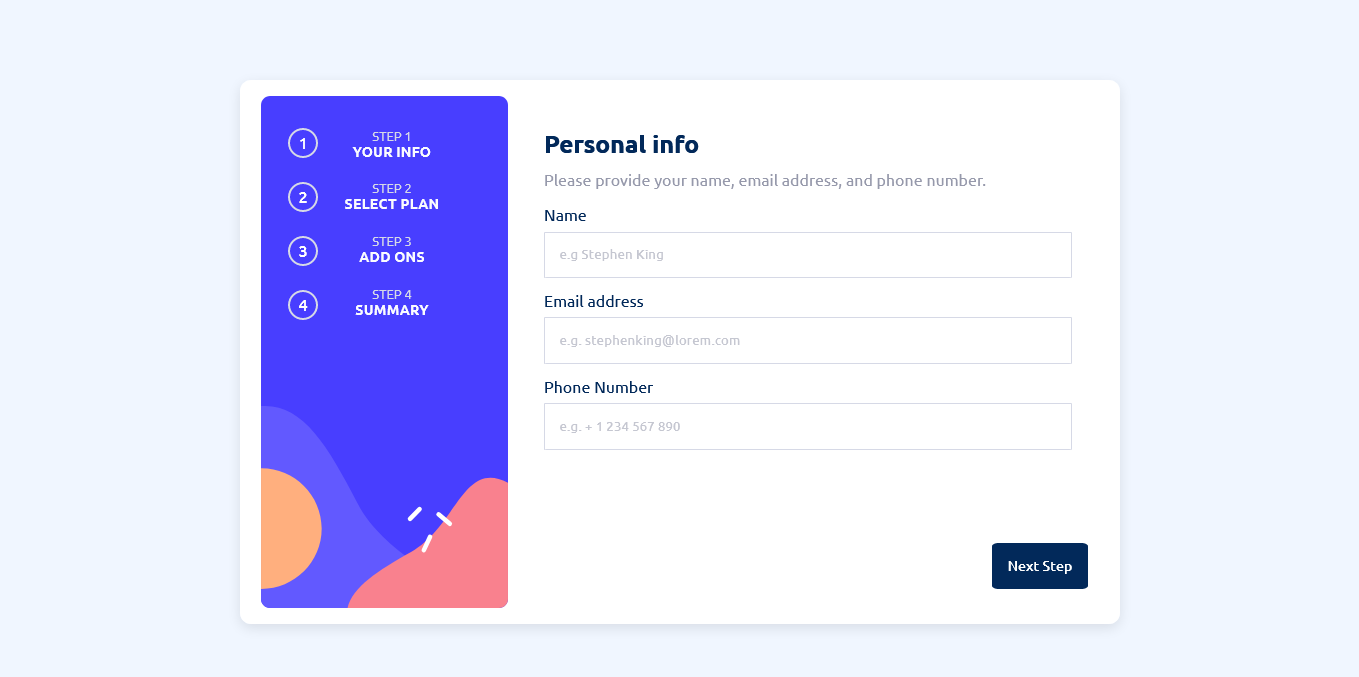 1
STEP 1
YOUR INFO
2
STEP 2
SELECT PLAN
3
STEP 3
ADD ONS
4
STEP 4
SUMMARY
Personal info
Please provide your name, email address, and phone number.
Name
e.g Stephen King
Email address
e.g. stephenking@lorem.com
Phone Number
e.g. + 1 234 567 890
Next Step